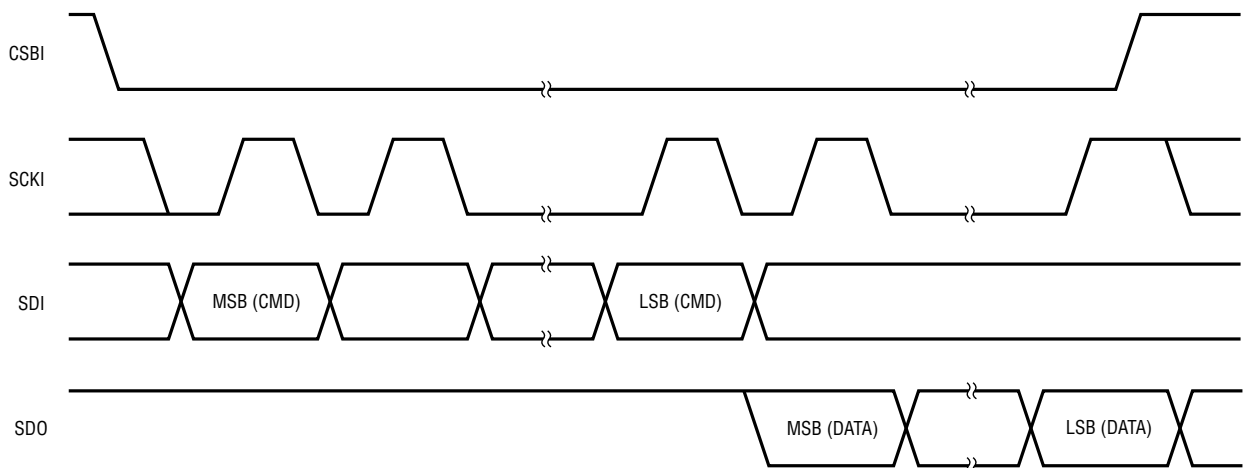 CSBI
SCKI
SDI
MSB (CMD)
LSB (CMD)
SDO
MSB (DATA)
LSB (DATA)